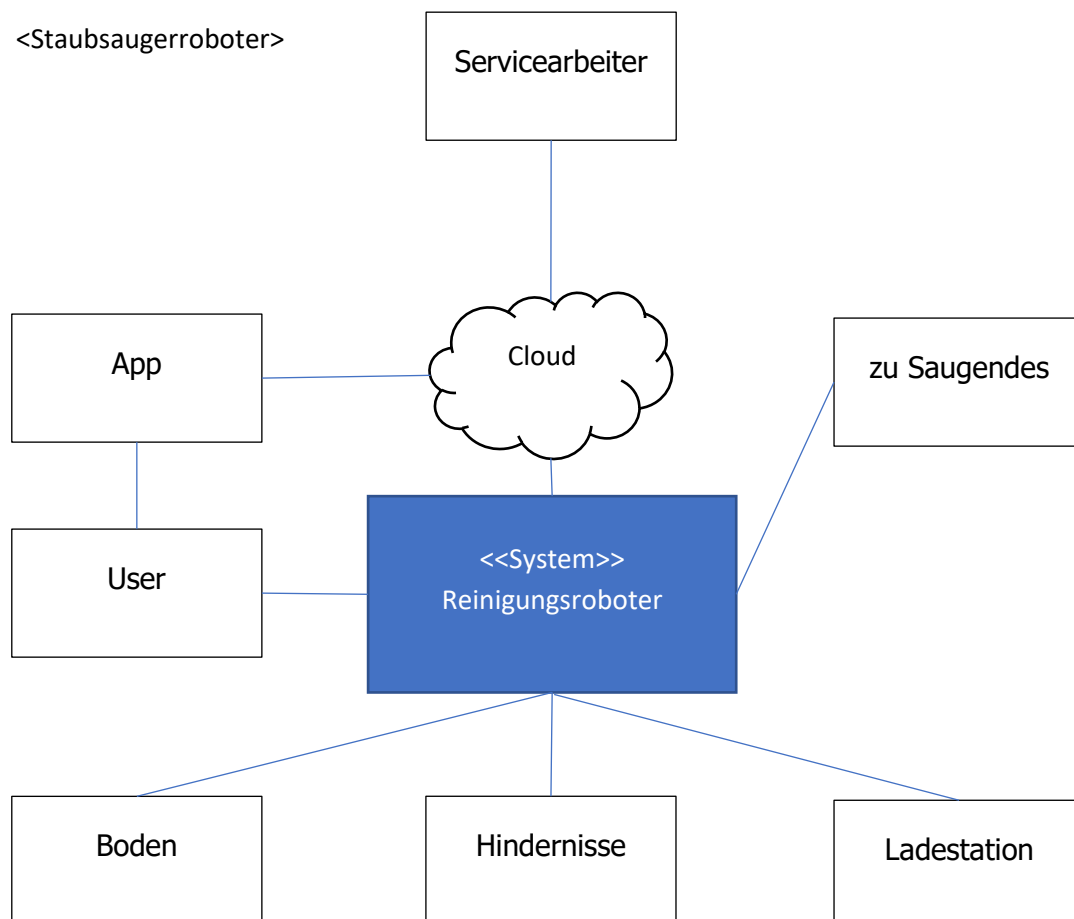 <Staubsaugerroboter>
Servicearbeiter
App
Cloud
zu Saugendes
User
<<System>>
Reinigungsroboter
Boden
Hindernisse
Ladestation